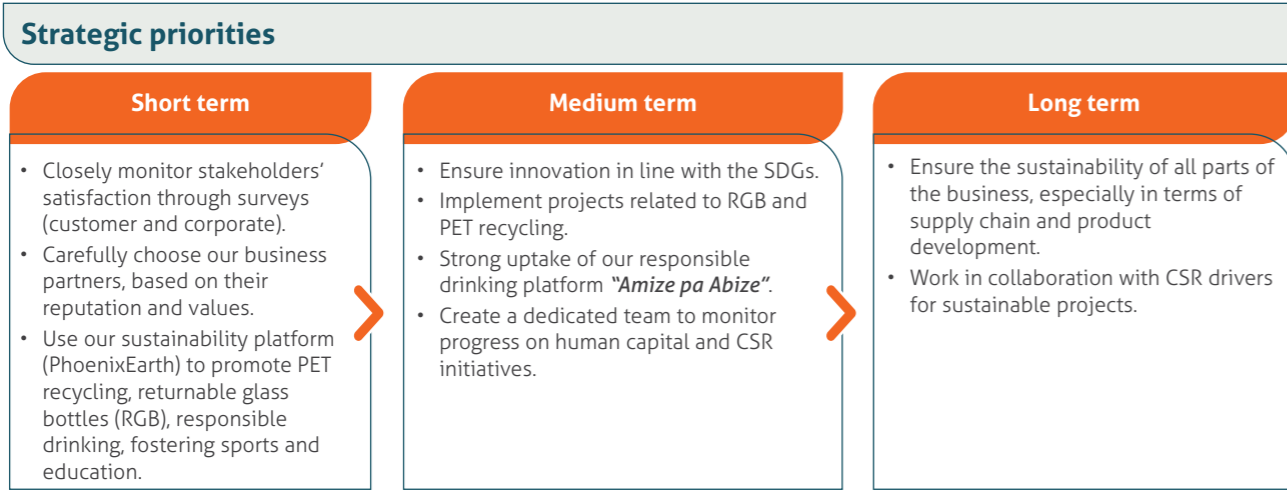 Strategic priorities
Short term
• Closely monitor stakeholders'
satisfaction through surveys
(customer and corporate).
• Carefully choose our business
partners, based on their
reputation and values.
• Use our sustainability platform
(PhoenixEarth) to promote PET
recycling, returnable glass
bottles (RGB), responsible
drinking, fostering sports and
education.
Medium term
• Ensure innovation in line with the SDGs.
• Implement projects related to RGB and
PET recycling.
• Strong uptake of our responsible
drinking platform “Amize pa Abize”.
• Create a dedicated team to monitor
progress on human capital and CSR
initiatives.
Long term
• Ensure the sustainability of all parts of
the business, especially in terms of
supply chain and product
development.
• Work in collaboration with CSR drivers
for sustainable projects.